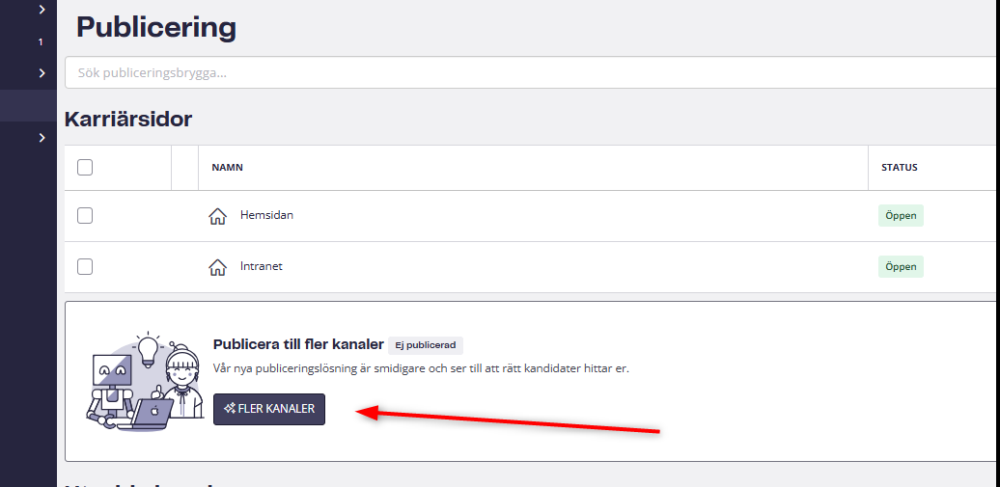 Publicering
1
Sök publiceringsbrygga...
Karriärsidor
NAMN STATUS
Hemsidan Öppen
Intranet Öppen
Publicera till fler kanaler Ej publicerad
Vår nya publiceringslösning är smidigare och ser till att rätt kandidater hittar er.
FLER KANALER